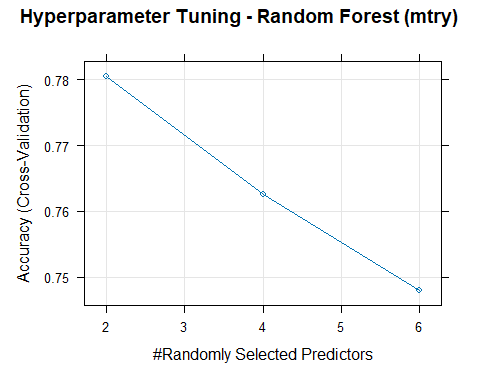 Hyperparameter Tuning - Random Forest (mtry)
Accuracy (Cross-Validation)
0.78
0.77
0.76
0.75
2 3 4 5 6
#Randomly Selected Predictors